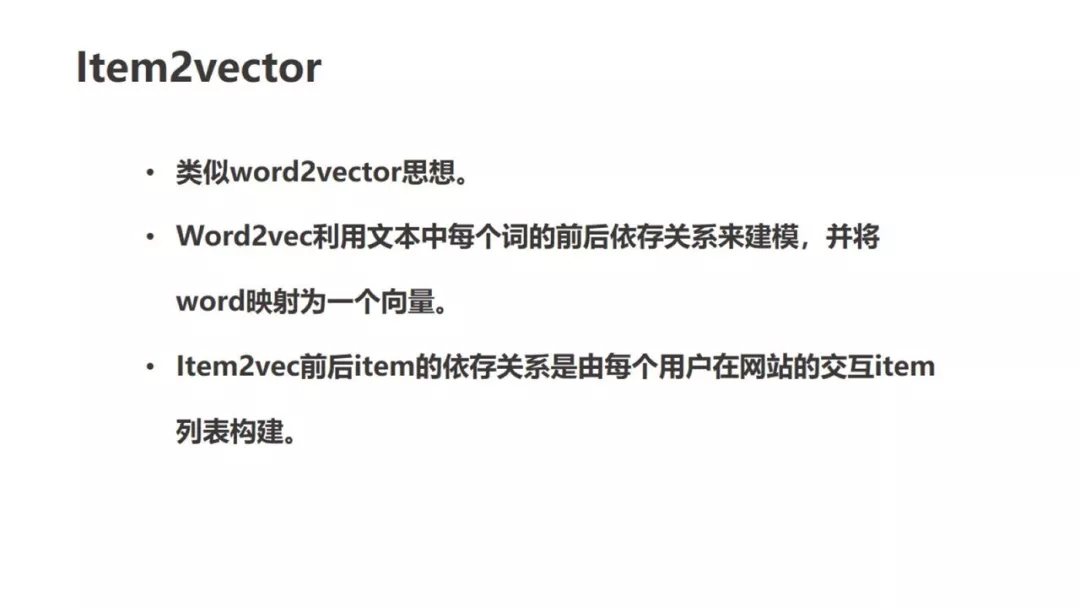 Item2vector
• 类似word2vector思想。
• Word2vec利用文本中每个词的前后依存关系来建模，并将
word映射为一个向量。
• Item2vec前后item的依存关系是由每个用户在网站的交互item
列表构建。